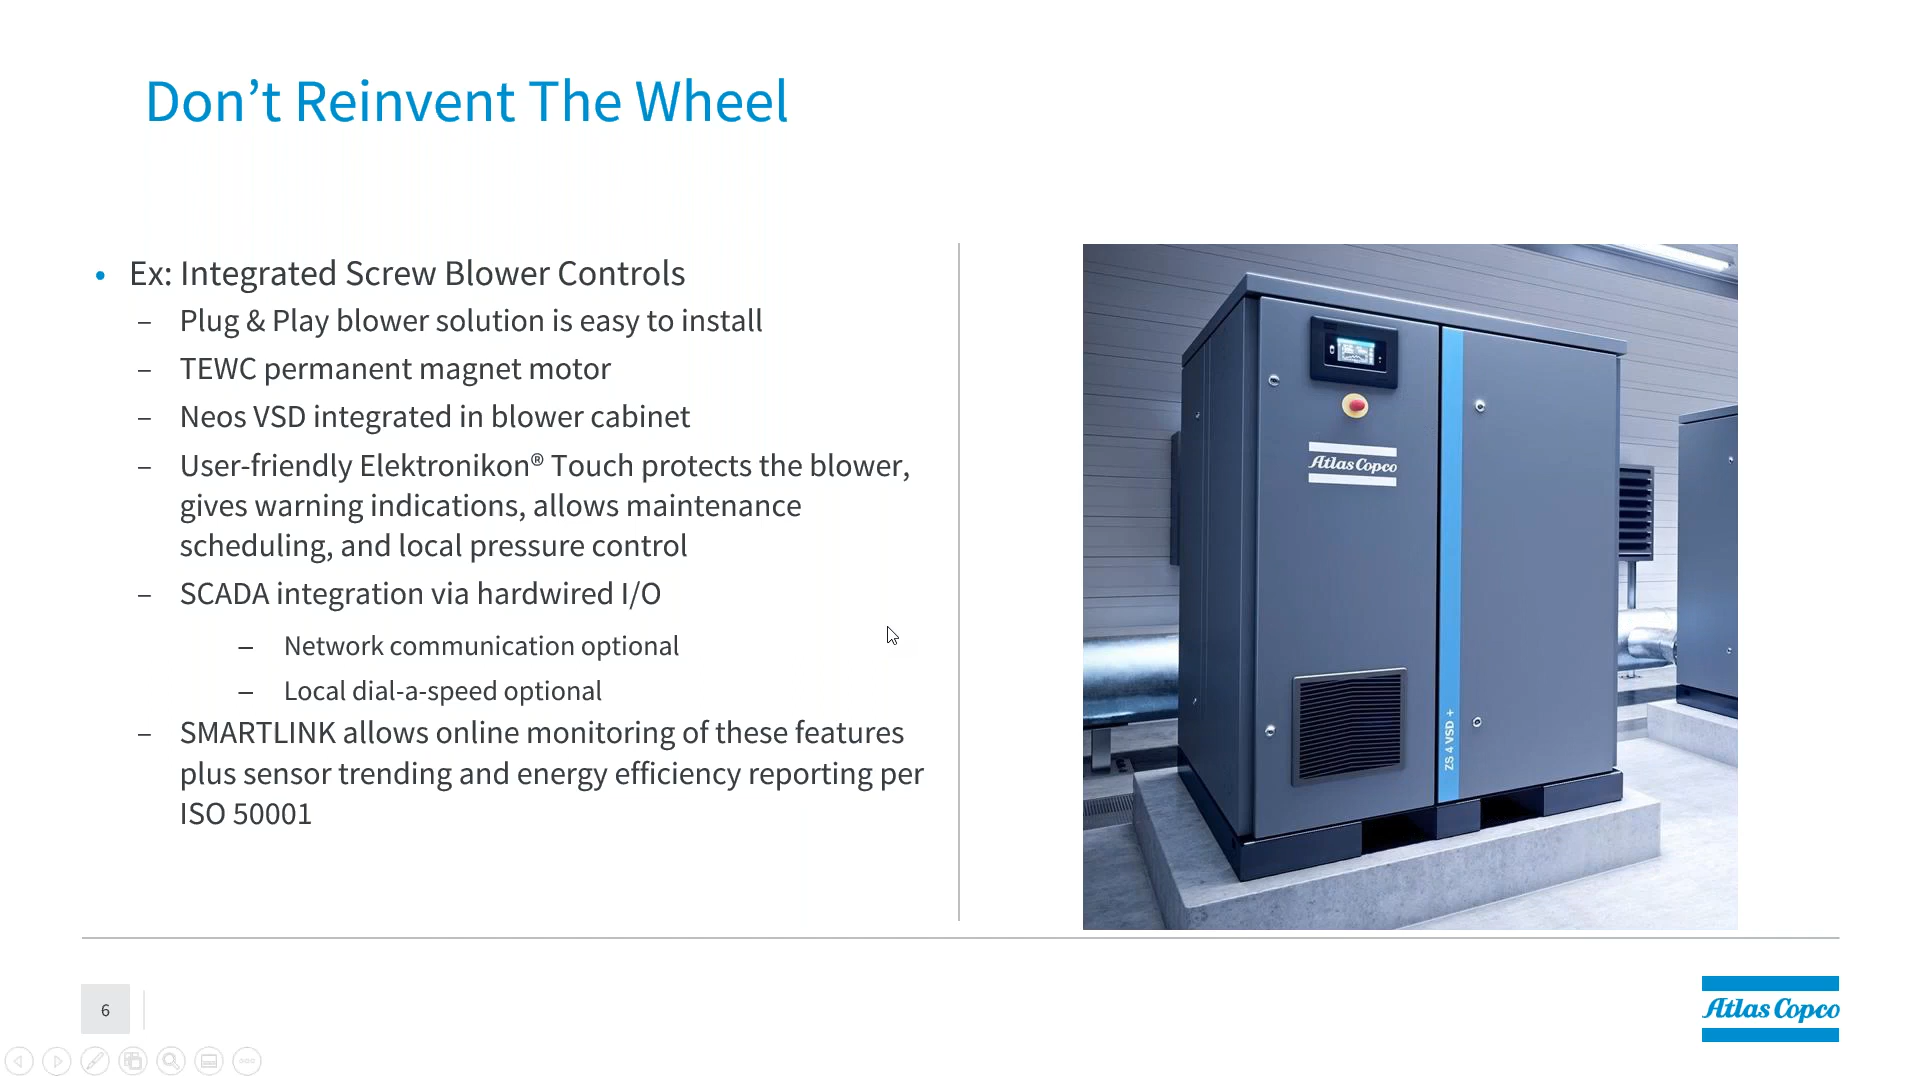 Don’t Reinvent The Wheel
• Ex: Integrated Screw Blower Controls
– Plug & Play blower solution is easy to install
– TEWC permanent magnet motor
– Neos VSD integrated in blower cabinet
– User-friendly Elektronikon® Touch protects the blower,
gives warning indications, allows maintenance
scheduling, and local pressure control
– SCADA integration via hardwired I/O
– Network communication optional
– Local dial-a-speed optional
– SMARTLINK allows online monitoring of these features
plus sensor trending and energy efficiency reporting per
ISO 50001
Atlas Copco
ZS 4 VSD +
6
Atlas Copco